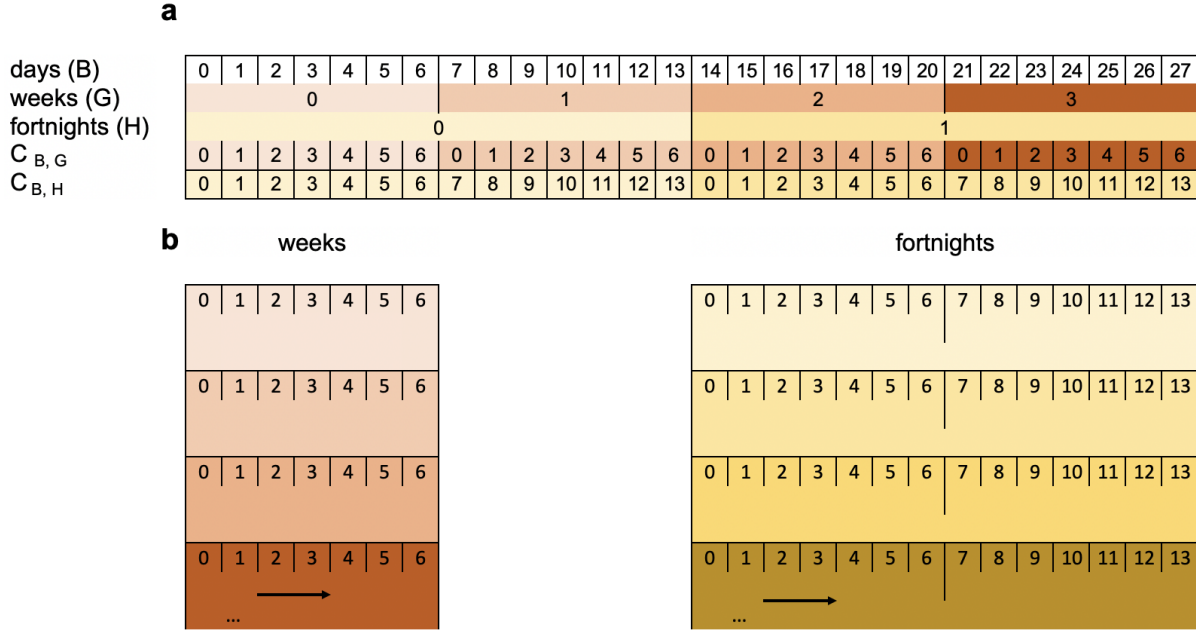 a
days (B) 0 1 2 3 4 5 6 7 8 9 10 11 12 13 14 15 16 17 18 19 20 21 22 23 24 25 26 27
weeks (G) 0 1 2 3
fortnights (H) 0 1
C B, G 0 1 2 3 4 5 6 0 1 2 3 4 5 6 0 1 2 3 4 5 6 0 1 2 3 4 5 6
C B, H 0 1 2 3 4 5 6 7 8 9 10 11 12 13 0 1 2 3 4 5 6 7 8 9 10 11 12 13
b weeks fortnights
0 1 2 3 4 5 6 0 1 2 3 4 5 6 7 8 9 10 11 12 13
0 1 2 3 4 5 6 0 1 2 3 4 5 6 7 8 9 10 11 12 13
0 1 2 3 4 5 6 0 1 2 3 4 5 6 7 8 9 10 11 12 13
0 1 2 3 4 5 6 0 1 2 3 4 5 6 7 8 9 10 11 12 13
... ...